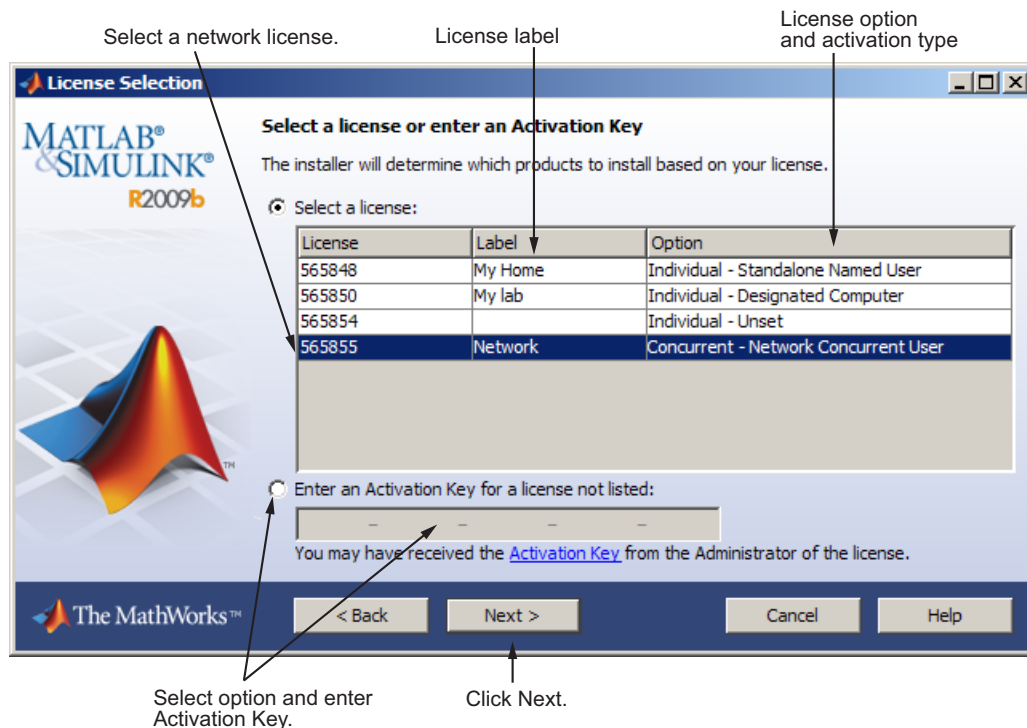 Select a network license.
License label
License option
and activation type
License Selection
MATLAB®
&SIMULINK®
R2009b
Select a license or enter an Activation Key
The installer will determine which products to install based on your license.
Select a license:
License Label Option
565848 My Home Individual - Standalone Named User
565850 My lab Individual - Designated Computer
565854 Individual - Unset
565855 Network Concurrent - Network Concurrent User
TM
Enter an Activation Key for a license not listed:
– – – –
You may have received the Activation Key from the Administrator of the license.
The MathWorks™
< Back Next > Cancel Help
Select option and enter
Activation Key.
Click Next.